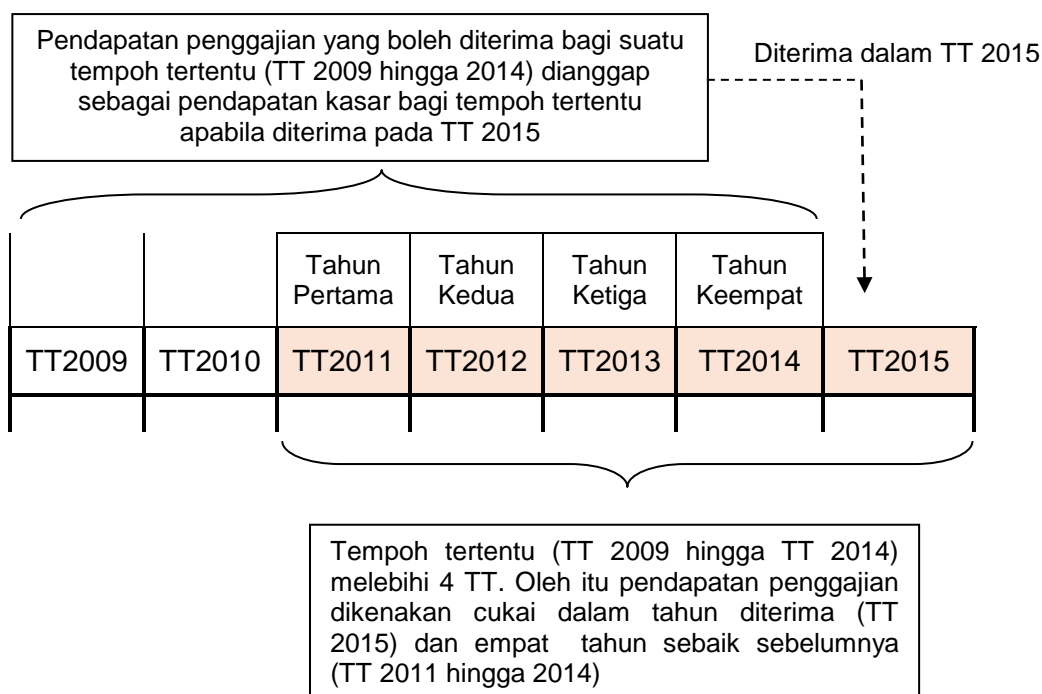 Pendapatan penggajian yang boleh diterima bagi suatu
tempoh tertentu (TT 2009 hingga 2014) dianggap
sebagai pendapatan kasar bagi tempoh tertentu
apabila diterima pada TT 2015
Diterima dalam TT 2015
Tahun Pertama
Tahun Kedua
Tahun Ketiga
Tahun Keempat
TT2009 TT2010 TT2011 TT2012 TT2013 TT2014 TT2015
Tempoh tertentu (TT 2009 hingga TT 2014)
melebihi 4 TT. Oleh itu pendapatan penggajian
dikenakan cukai dalam tahun diterima (TT
2015) dan empat tahun sebaik sebelumnya
(TT 2011 hingga 2014)